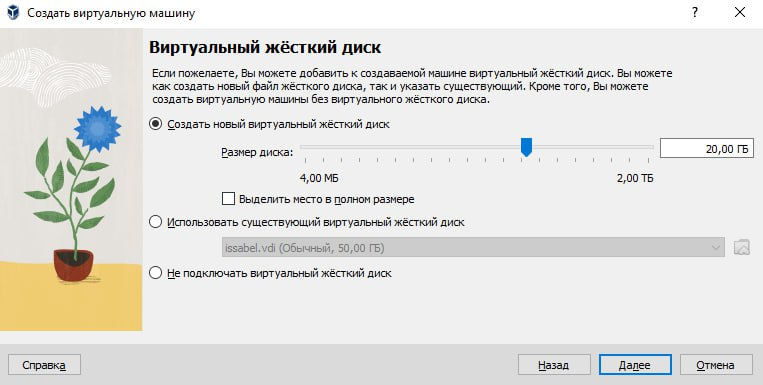 Создать виртуальную машину
Виртуальный жёсткий диск
Если пожелаете, Вы можете добавить к создаваемой машине виртуальный жёсткий диск. Вы можете
как создать новый файл жёсткого диска, так и указать существующий. Кроме того, Вы можете
создать виртуальную машины без виртуального жёсткого диска.
Создать новый виртуальный жёсткий диск
Размер диска:
20,00 ГБ
4,00 МБ
2,00 ТБ
Выделить место в полном размере
Использовать существующий виртуальный жёсткий диск
issabel.vdi (Обычный, 50,00 ГБ)
Не подключать виртуальный жёсткий диск
Справка
Назад
Далее
Отмена